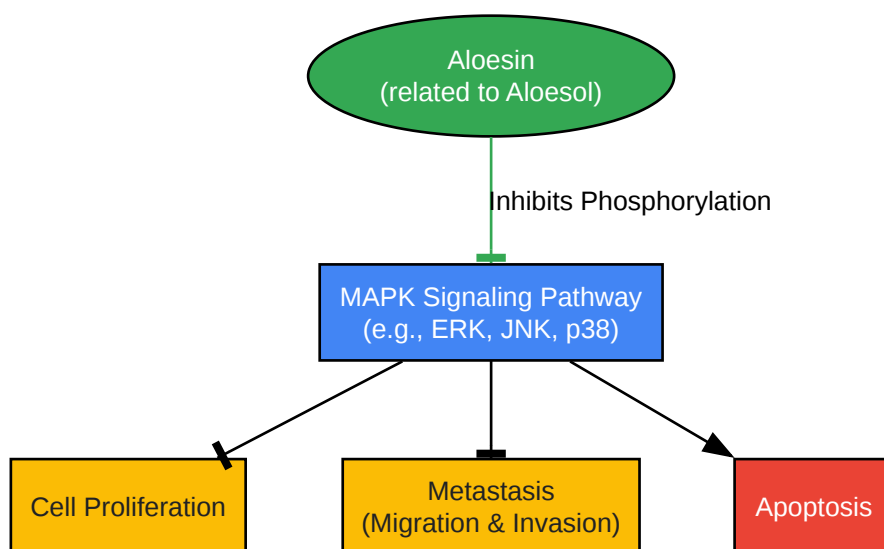 Aloesin
(related to Aloesol)
Inhibits Phosphorylation
MAPK Signaling Pathway
(e.g., ERK, JNK, p38)
Cell Proliferation
Metastasis
(Migration & Invasion)
Apoptosis